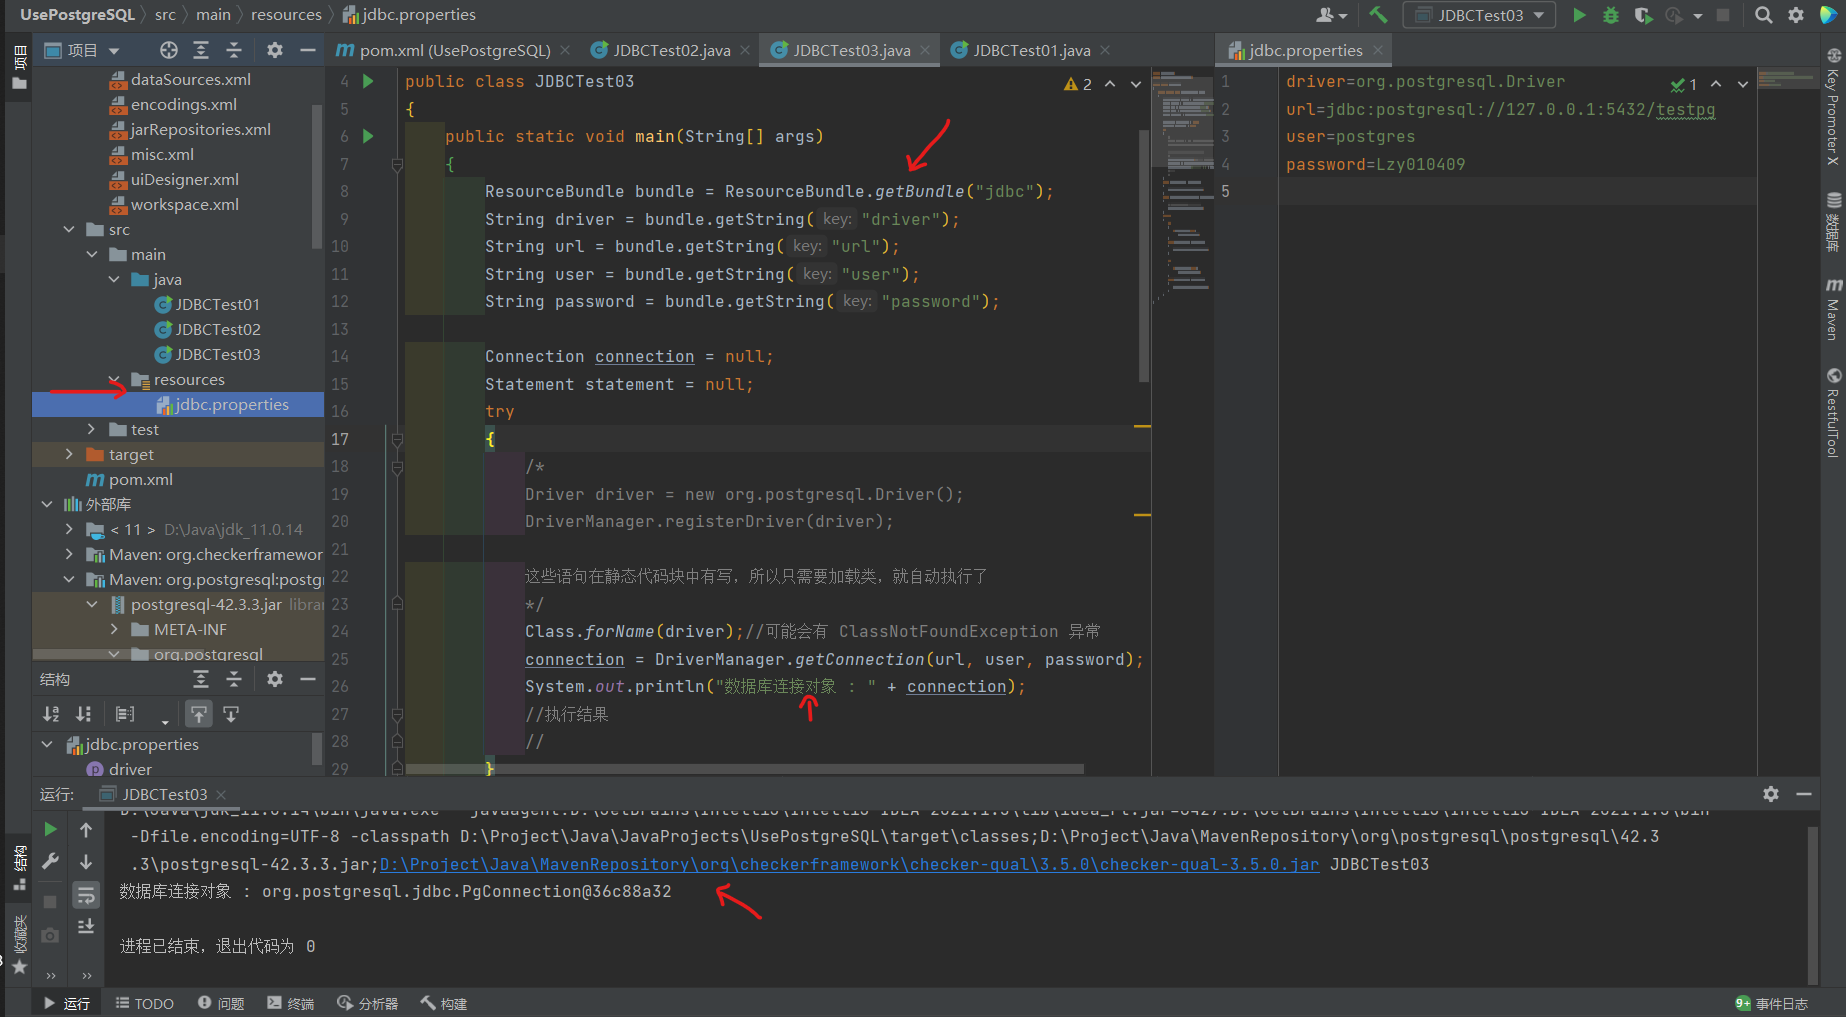 UsePostgreSQL 〉 src 〉 main 〉 resources 〉 jdbc.properties
JDBCTest03
项目
dataSources.xml
encodings.xml
jarRepositories.xml
misc.xml
uiDesigner.xml
workspace.xml
src
main
java
JDBCTest01
JDBCTest02
JDBCTest03
resources
jdbc.properties
test
target
pom.xml
外部库
< 11 > D:\Java\jdk_11.0.14
Maven: org.checkerframewor
Maven: org.postgresql:postgr
postgresql-42.3.3.jar libra
META-INF
org.postgresql
结构
jdbc.properties
driver
项目
结构
收藏夹
pom.xml (UsePostgreSQL)
JDBCTest02.java
JDBCTest03.java
JDBCTest01.java
2
4 public class JDBCTest03
5 {
6 public static void main(String[] args)
7 {
8 ResourceBundle bundle = ResourceBundle.getBundle("jdbc");
9 String driver = bundle.getString( key: "driver");
10 String url = bundle.getString( key: "url");
11 String user = bundle.getString( key: "user");
12 String password = bundle.getString( key: "password");
13
14 Connection connection = null;
15 Statement statement = null;
16 try
17 {
18 /*
19 Driver driver = new org.postgresql.Driver();
20 DriverManager.registerDriver(driver);
21
22 这些语句在静态代码块中有写，所以只需要加载类，就自动执行了
23 */
24 Class.forName(driver);//可能会有 ClassNotFoundException 异常
25 connection = DriverManager.getConnection(url, user, password);
26 System.out.println("数据库连接对象 : " + connection);
27 //执行结果
28 //
29 }
jdbc.properties
1
1 driver=org.postgresql.Driver
2 url=jdbc:postgresql://127.0.0.1:5432/testpg
3 user=postgres
4 password=Lzy010409
5
Key Promoter X
数据库
Maven
RestfulTool
运行: JDBCTest03
-Dfile.encoding=UTF-8 -classpath D:\Project\Java\JavaProjects\UsePostgreSQL\target\classes;D:\Project\Java\MavenRepository\org\postgresql\postgresql\42.3
.3\postgresql-42.3.3.jar;D:\Project\Java\MavenRepository\org\checkerframework\checker-qual\3.5.0\checker-qual-3.5.0.jar JDBCTest03
数据库连接对象 : org.postgresql.jdbc.PgConnection@36c88a32
进程已结束，退出代码为 0
运行 TODO 问题 终端 分析器 构建
9+ 事件日志